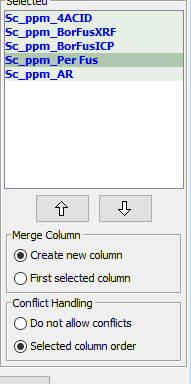 Selected
Sc_ppm_4ACID
Sc_ppm_BorFusXRF
Sc_ppm_BorFusICP
Sc_ppm_Per Fus
Sc_ppm_AR
Merge Column
Create new column
First selected column
Conflict Handling
Do not allow conflicts
Selected column order